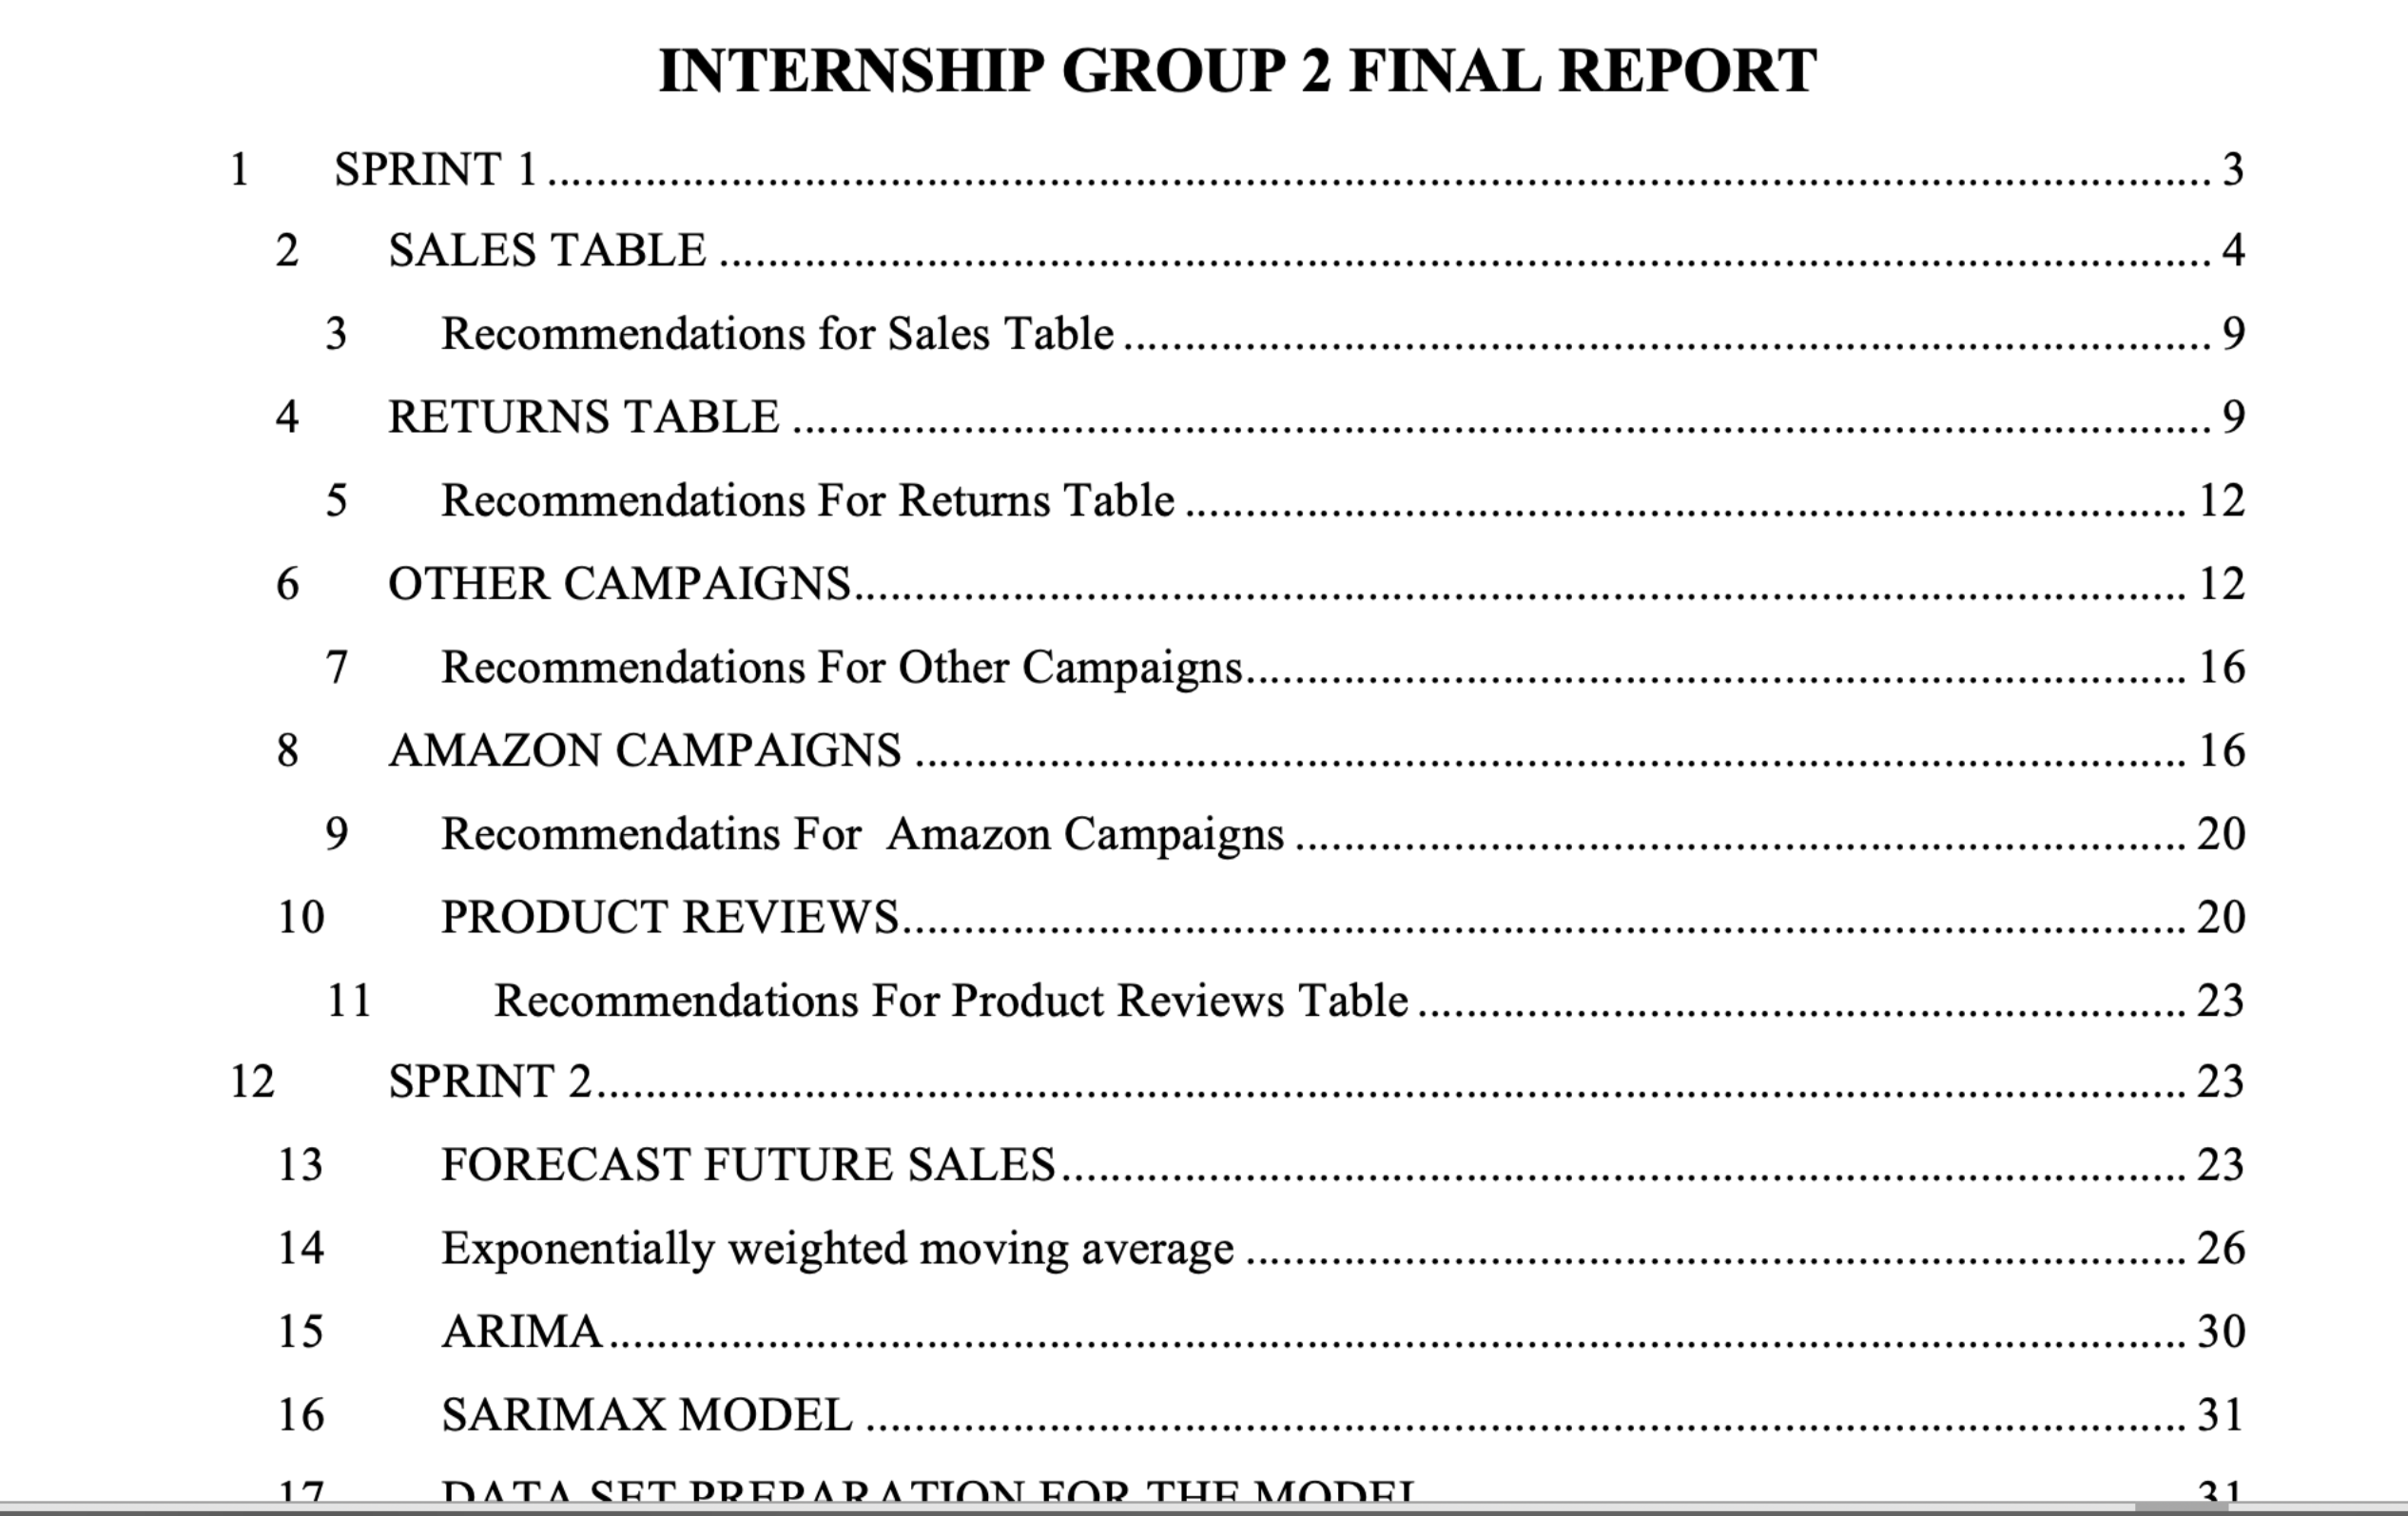 INTERNSHIP GROUP 2 FINAL REPORT
1 SPRINT 1 ........ 3
2 SALES TABLE ........ 4
3 Recommendations for Sales Table ........ 9
4 RETURNS TABLE ........ 9
5 Recommendations For Returns Table ........ 12
6 OTHER CAMPAIGNS ........ 12
7 Recommendations For Other Campaigns ........ 16
8 AMAZON CAMPAIGNS ........ 16
9 Recommendatins For  Amazon Campaigns ........ 20
10 PRODUCT REVIEWS ........ 20
11 Recommendations For Product Reviews Table ........ 23
12 SPRINT 2 ........ 23
13 FORECAST FUTURE SALES ........ 23
14 Exponentially weighted moving average ........ 26
15 ARIMA ........ 30
16 SARIMAX MODEL ........ 31
17 DATA SET PREPARATION FOR THE MODEL 31